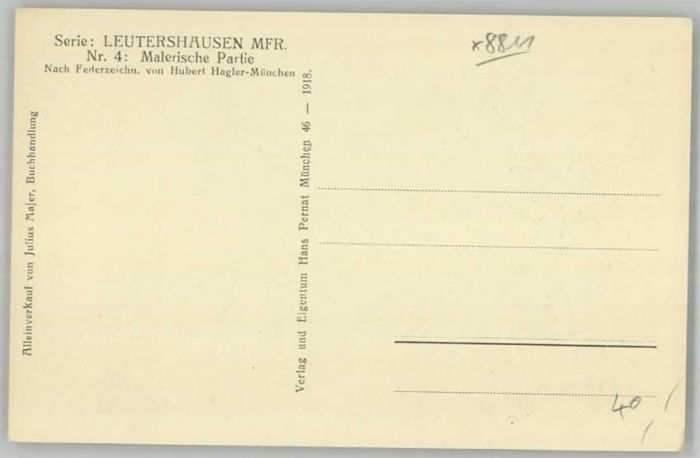 Serie: LEUTERSHAUSEN MFR.
Nr. 4: Malerische Partie
Nach Federzeichn. von Hubert Hagler-München
x8811
Alleinverkauf von Julius Majer, Buchhandlung
Verlag und Eigentum Hans Pernat München 46 — 1918.
40,